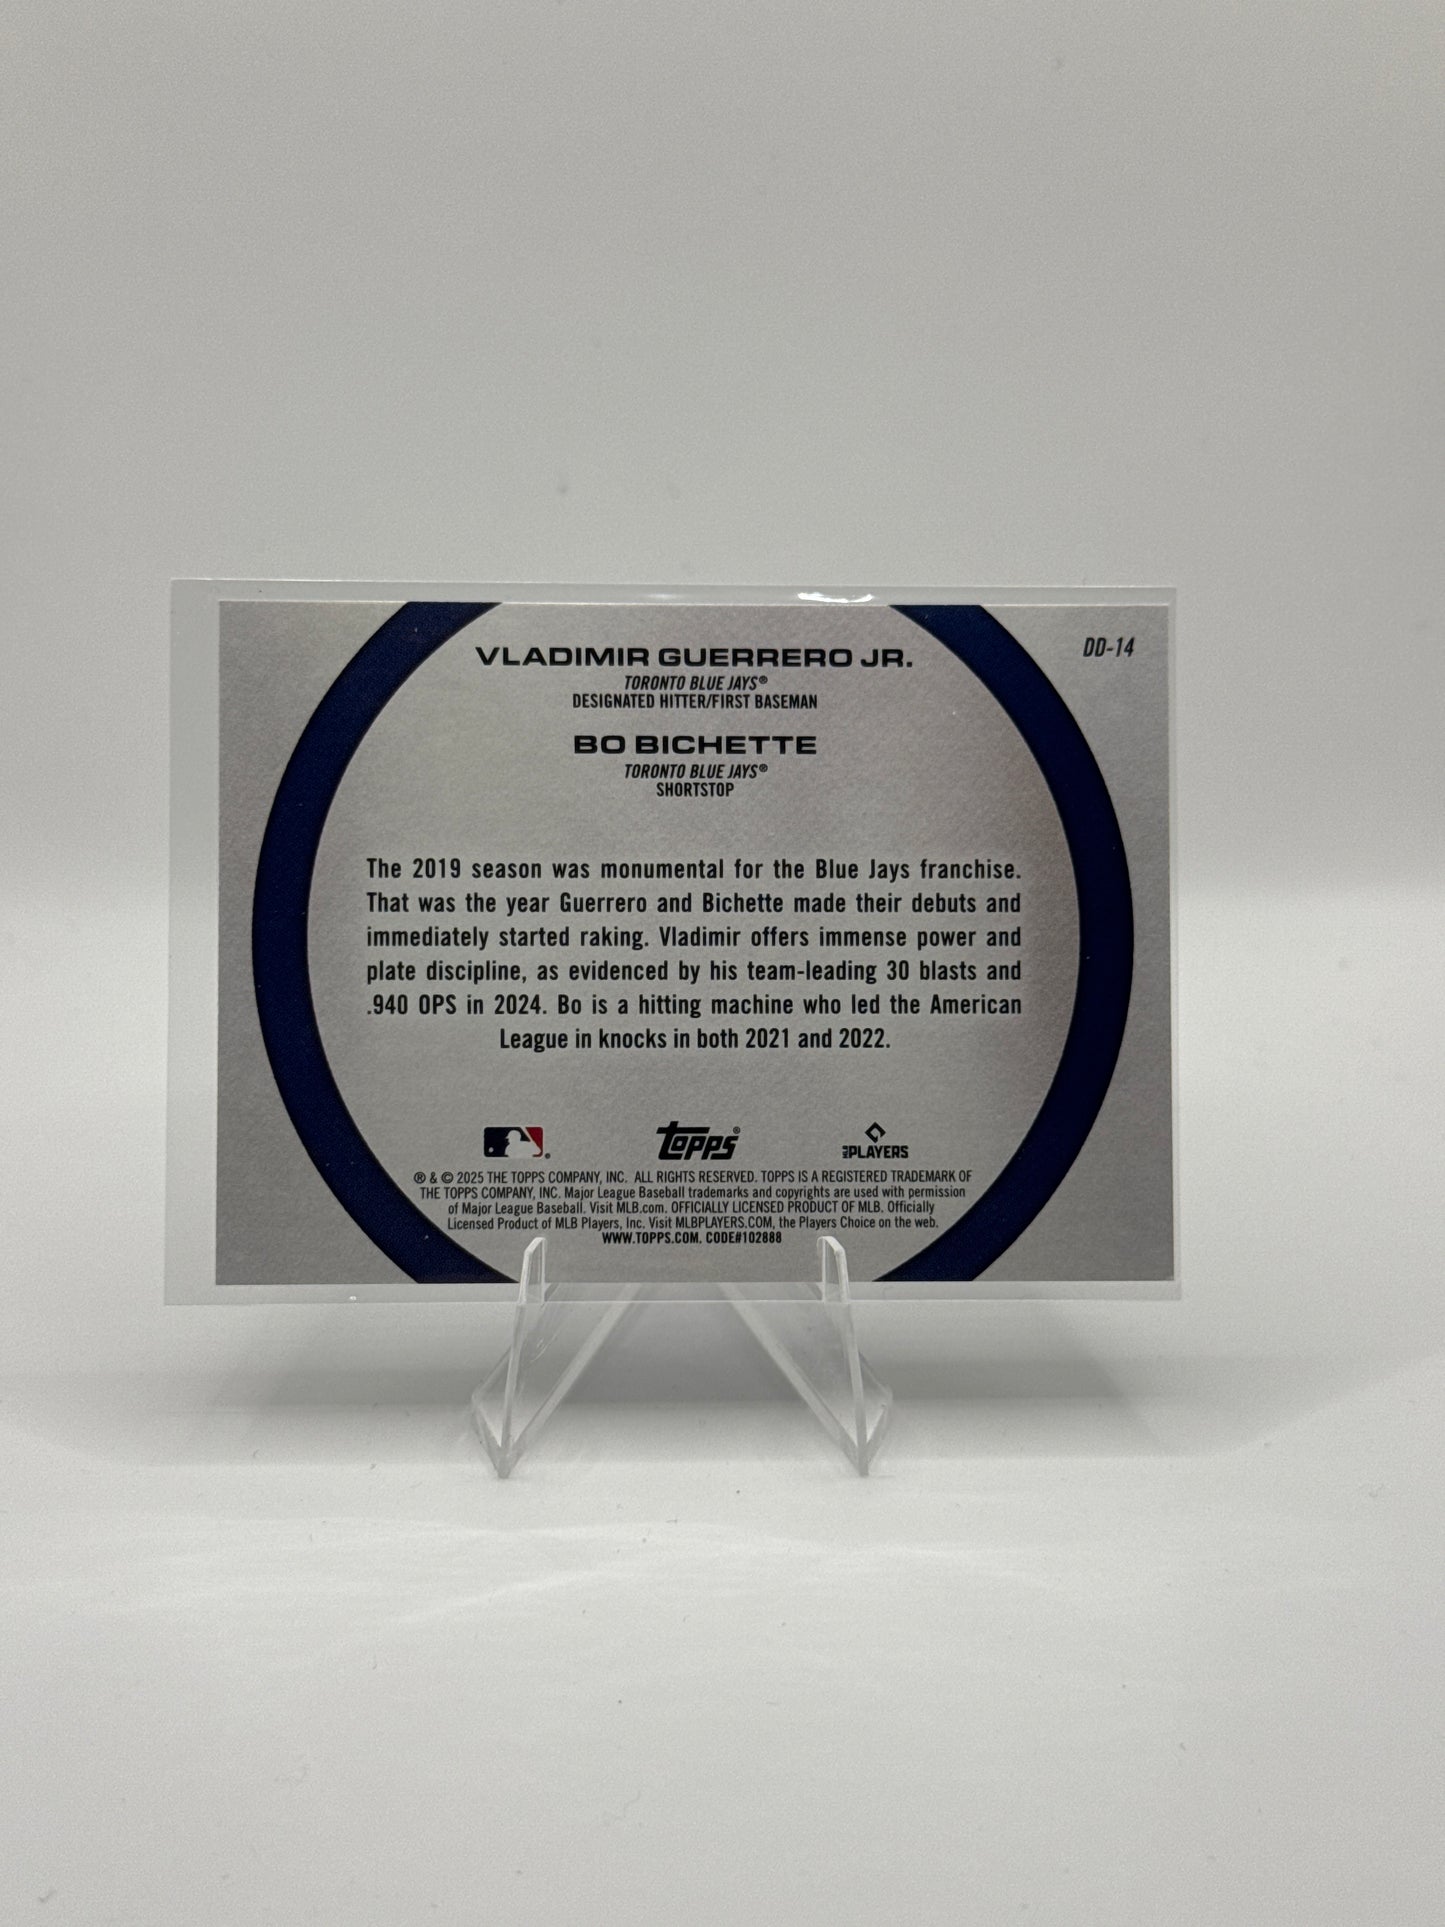 DD-14
VLADIMIR GUERRERO JR.
TORONTO BLUE JAYS®
DESIGNATED HITTER/FIRST BASEMAN
BO BICHETTE
TORONTO BLUE JAYS®
SHORTSTOP
The 2019 season was monumental for the Blue Jays franchise.
That was the year Guerrero and Bichette made their debuts and
immediately started raking. Vladimir offers immense power and
plate discipline, as evidenced by his team-leading 30 blasts and
.940 OPS in 2024. Bo is a hitting machine who led the American
League in knocks in both 2021 and 2022.
topps® MLB PLAYERS
® & © 2025 THE TOPPS COMPANY, INC. ALL RIGHTS RESERVED. TOPPS IS A REGISTERED TRADEMARK OF
THE TOPPS COMPANY, INC. Major League Baseball trademarks and copyrights are used with permission
of Major League Baseball. Visit MLB.com. OFFICIALLY LICENSED PRODUCT OF MLB. Officially
Licensed Product of MLB Players, Inc. Visit MLBPLAYERS.COM, the Players Choice on the web.
WWW.TOPPS.COM. CODE#102888